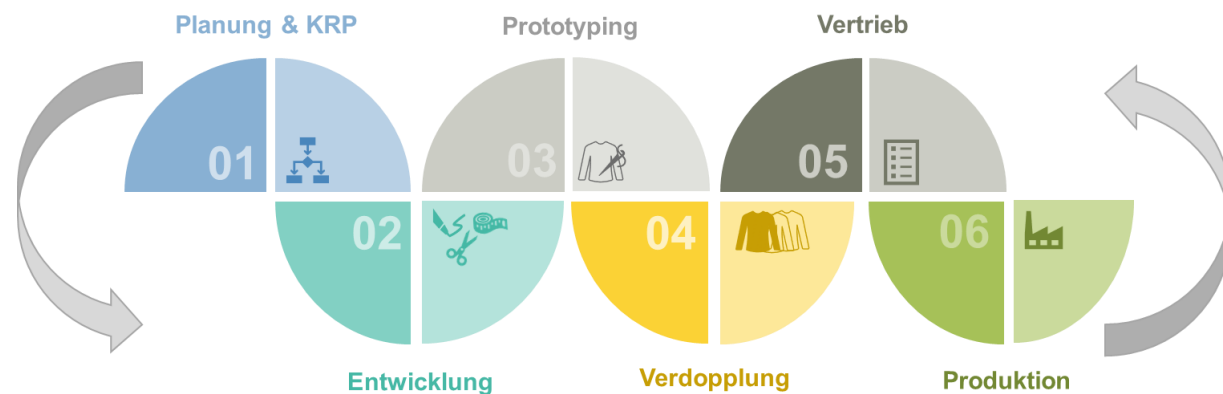 Planung & KRP
Prototyping
Vertrieb
01
03
05
02
04
06
Entwicklung
Verdopplung
Produktion